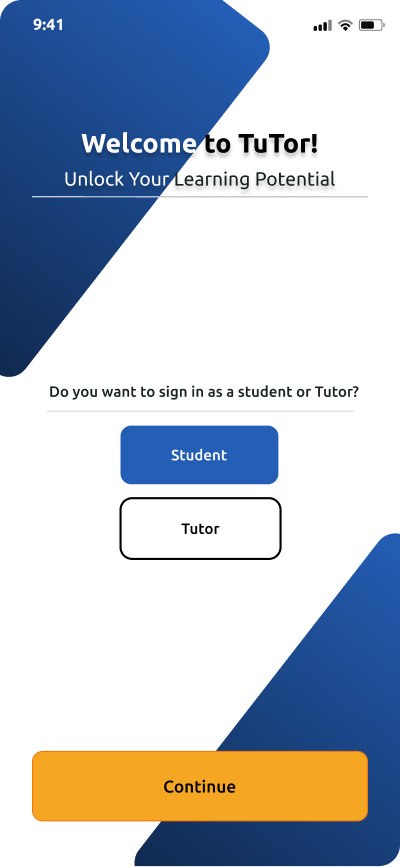 9:41
Welcome to TuTor!
Unlock Your Learning Potential
Do you want to sign in as a student or Tutor?
Student
Tutor
Continue